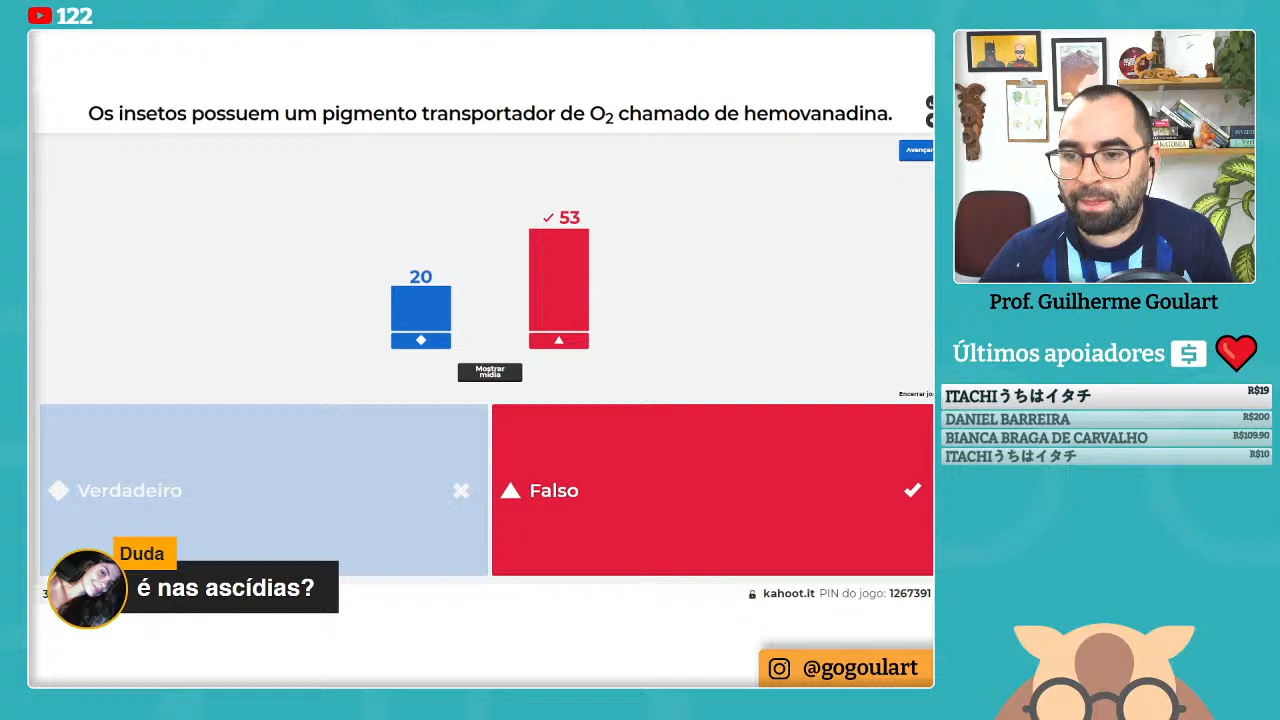 122
Os insetos possuem um pigmento transportador de O₂ chamado de hemovanadina.
Avançar
20
✓ 53
Mostrar
mídia
Encerrar jo
Verdadeiro
Falso
Duda
é nas ascídias?
kahoot.it PIN do jogo: 1267391
@gogoulart
Prof. Guilherme Goulart
Últimos apoiadores
ITACHIうちはイタチ R$19
DANIEL BARREIRA R$200
BIANCA BRAGA DE CARVALHO R$109.90
ITACHIうちはイタチ R$10
ANATOMIA